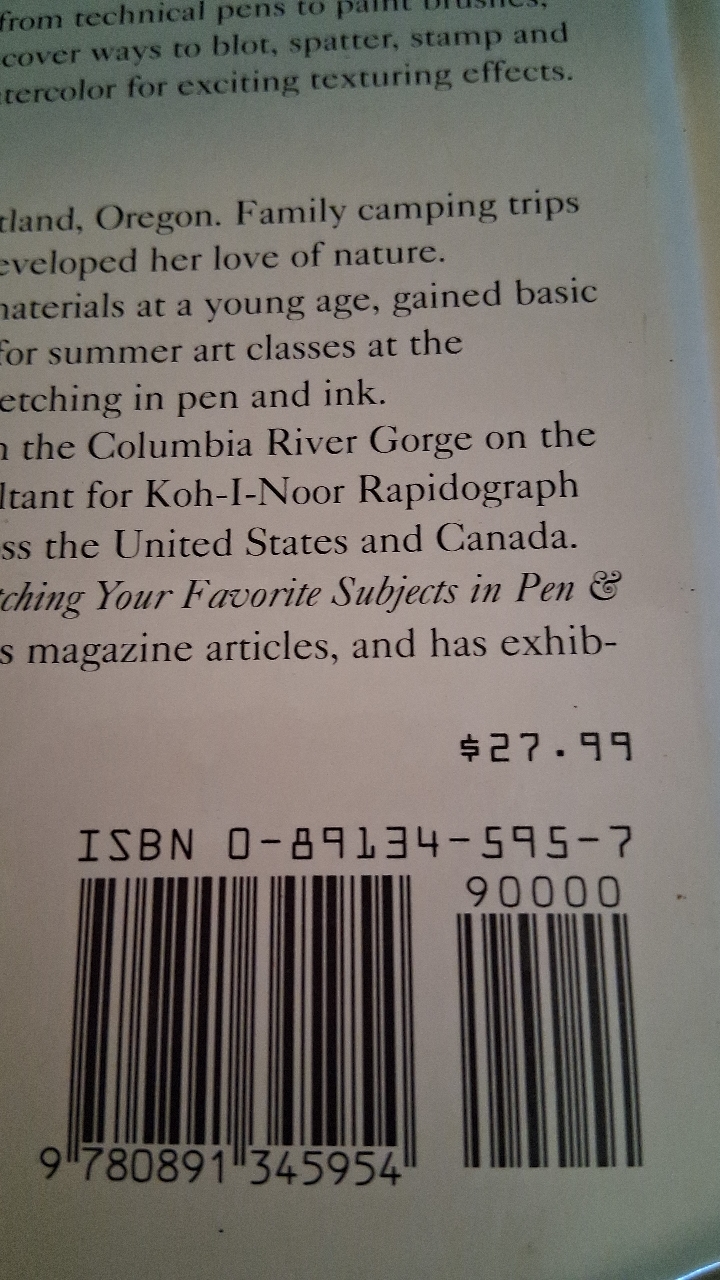 from technical pens to paint brushes,
cover ways to blot, spatter, stamp and
tercolor for exciting texturing effects.
tland, Oregon. Family camping trips
eveloped her love of nature.
naterials at a young age, gained basic
for summer art classes at the
etching in pen and ink.
n the Columbia River Gorge on the
ltant for Koh-I-Noor Rapidograph
ss the United States and Canada.
tching Your Favorite Subjects in Pen &
s magazine articles, and has exhib-
$27.99
ISBN 0-89134-595-7
90000
9 780891 345954